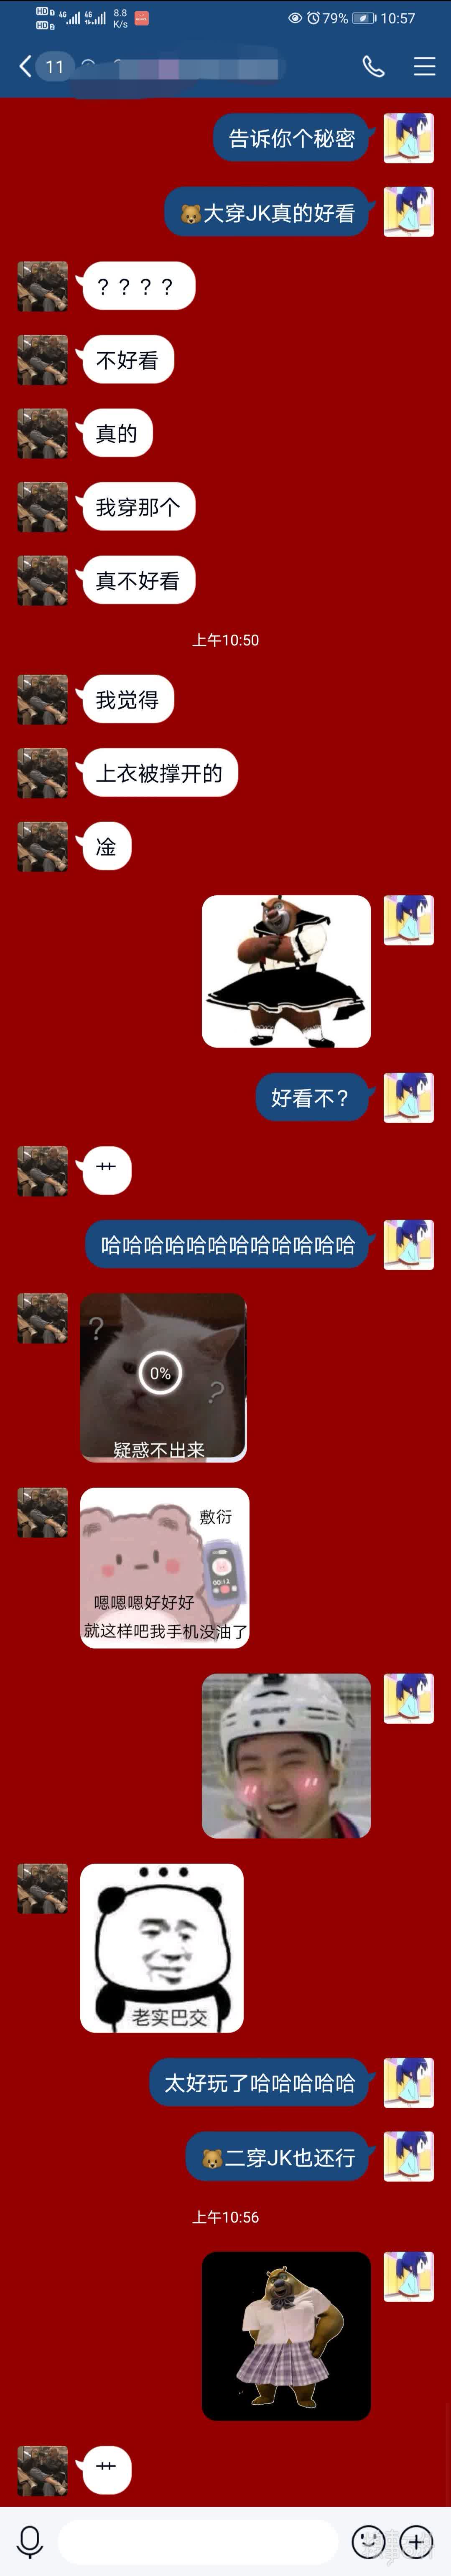 HD 1 4G 4G 8.8 79% 10:57
HD 2 K/s
11
告诉你个秘密
🐻大穿JK真的好看
？？？？
不好看
真的
我穿那个
真不好看
上午10:50
我觉得
上衣被撑开的
淦
好看不？
艹
哈哈哈哈哈哈哈哈哈哈哈哈
? 0% ?
疑惑不出来
敷衍
00:12
嗯嗯嗯好好好
就这样吧我手机没油了
老实巴交
太好玩了哈哈哈哈哈
🐻二穿JK也还行
上午10:56
艹